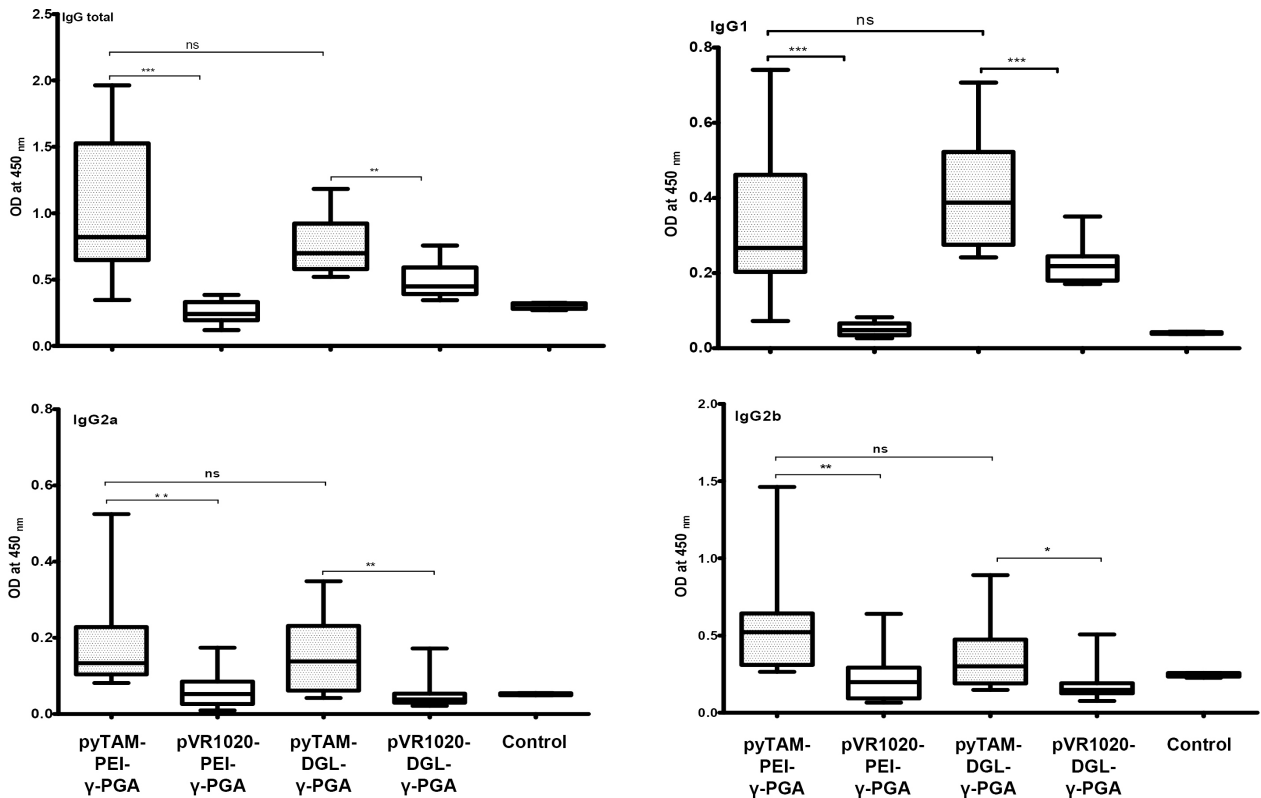 IgG total
2.5
2.0
1.5
1.0
0.5
0.0
OD at 450 nm
ns
***
**
IgG1
0.8
0.6
0.4
0.2
0.0
OD at 450 nm
ns
***
***
IgG2a
0.8
0.6
0.4
0.2
0.0
OD at 450 nm
ns
* *
**
pyTAM-
PEI-
γ-PGA
pVR1020-
PEI-
γ-PGA
pyTAM-
DGL-
γ-PGA
pVR1020-
DGL-
γ-PGA
Control
IgG2b
2.0
1.5
1.0
0.5
0.0
OD at 450 nm
ns
**
*
pyTAM-
PEI-
γ-PGA
pVR1020-
PEI-
γ-PGA
pyTAM-
DGL-
γ-PGA
pVR1020-
DGL-
γ-PGA
Control